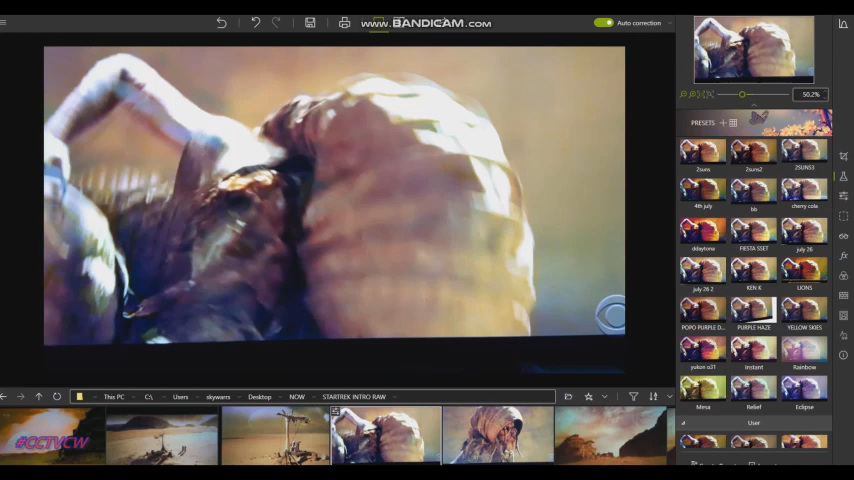 www.BANDICAM.com
Auto correction
50.2%
PRESETS
2suns
2suns2
2SUNS3
4th july
bb
cherry cola
ddaytona
FIESTA SSET
july 26
july 26 2
KEN K
LIONS
POPO PURPLE D...
PURPLE HAZE
YELLOW SKIES
yukon o31
Instant
Rainbow
Mesa
Relief
Eclipse
User
This PC
C:\
Users
skywarrs
Desktop
NOW
STARTREK INTRO RAW
#CCTVCW